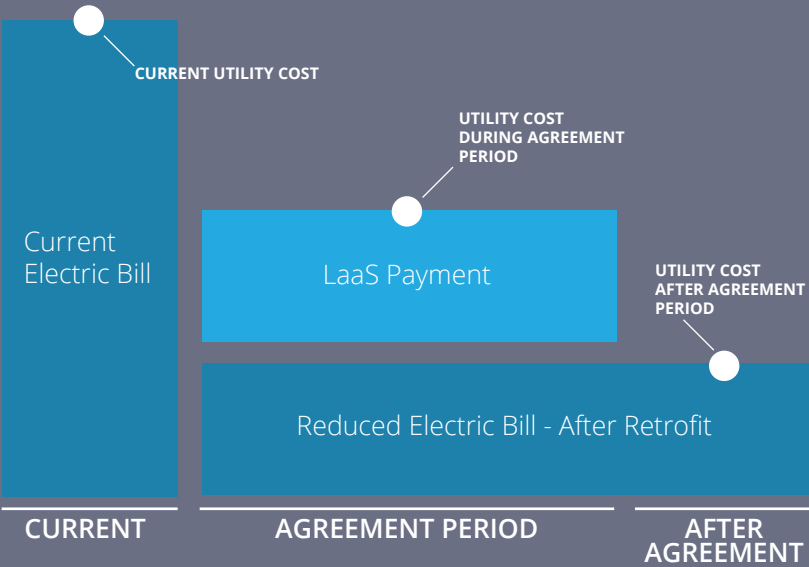 CURRENT UTILITY COST
UTILITY COST
DURING AGREEMENT
PERIOD
Current
Electric Bill
LaaS Payment
UTILITY COST
AFTER AGREEMENT
PERIOD
Reduced Electric Bill - After Retrofit
CURRENT
AGREEMENT PERIOD
AFTER
AGREEMENT